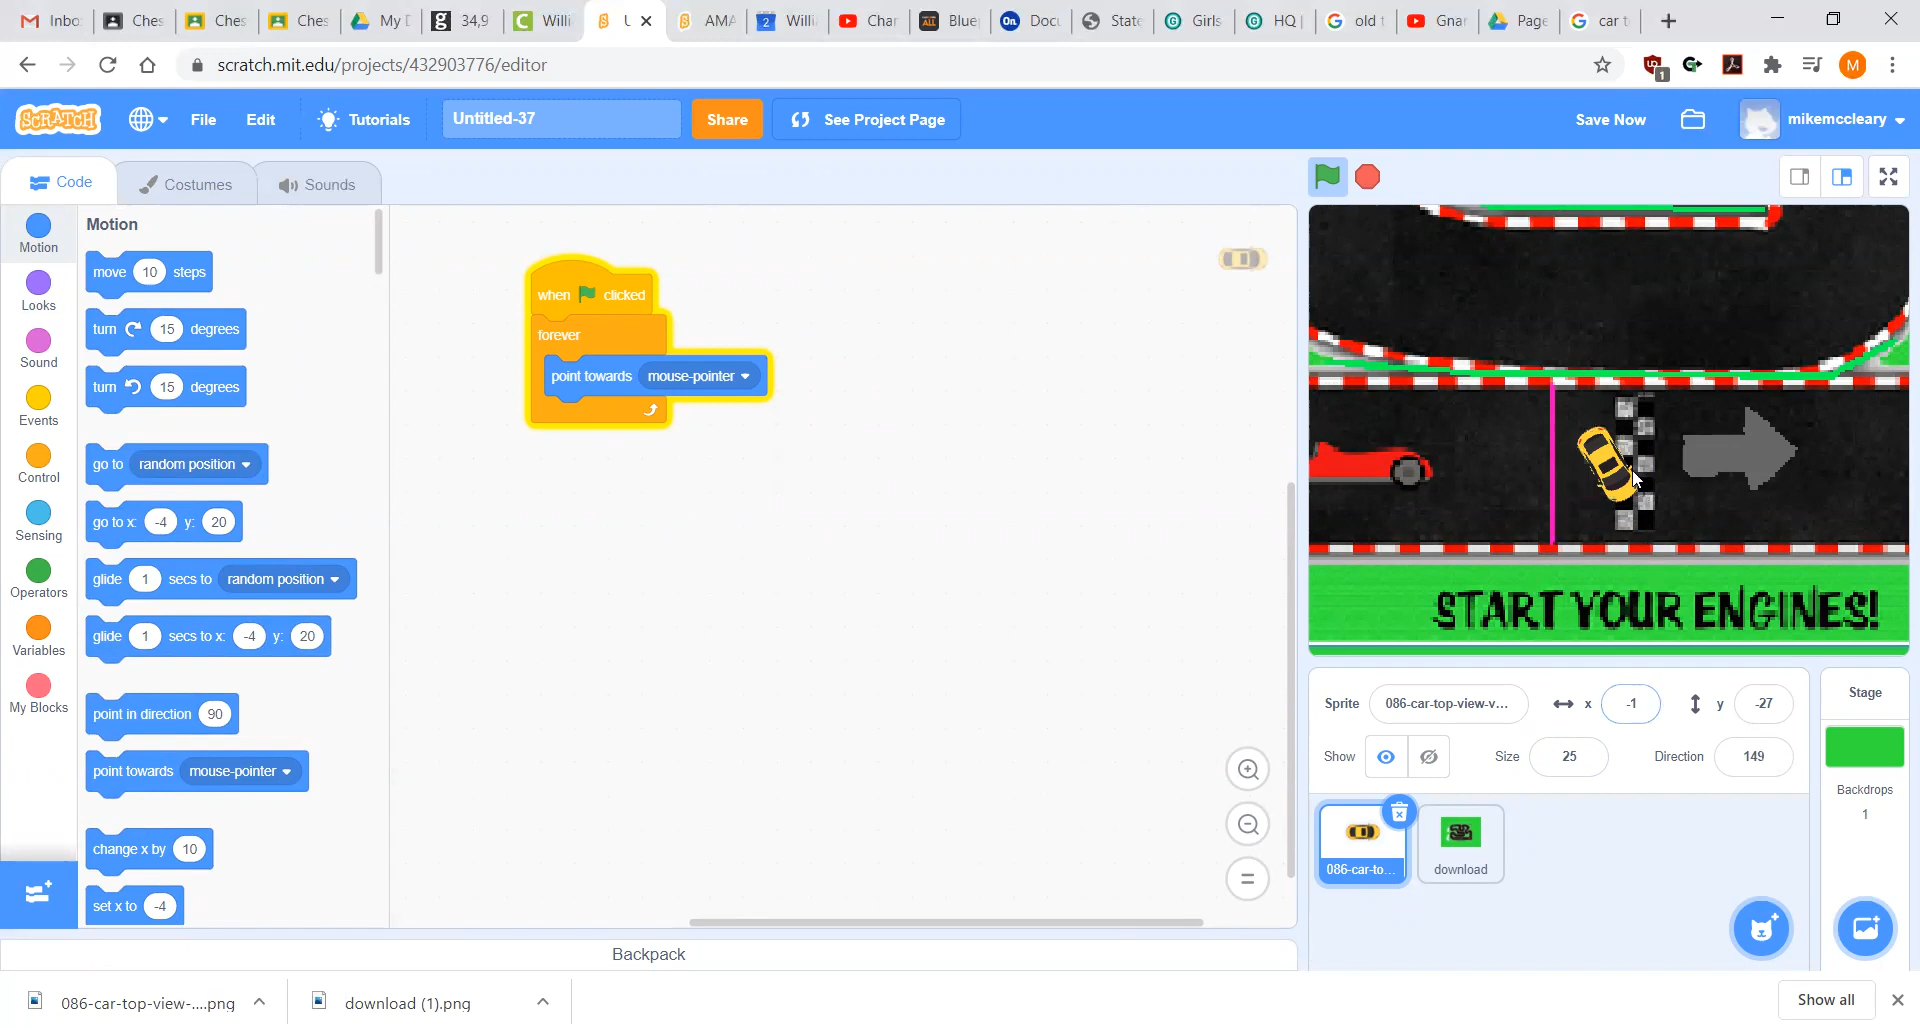 Inbo
Ches
Ches
Ches
My D
34,9
Willi
U
AMA
Willi
Char
Blue
Docu
State
Girls
HQ |
old t
Gnar
Page
car t
scratch.mit.edu/projects/432903776/editor
1
M
SCRATCH
File
Edit
Tutorials
Untitled-37
Share
See Project Page
Save Now
mikemccleary
Code
Costumes
Sounds
Motion
Looks
Sound
Events
Control
Sensing
Operators
Variables
My Blocks
Motion
move 10 steps
turn 15 degrees
turn 15 degrees
go to random position
go to x: -4 y: 20
glide 1 secs to random position
glide 1 secs to x: -4 y: 20
point in direction 90
point towards mouse-pointer
change x by 10
set x to -4
when clicked
forever
point towards mouse-pointer
START YOUR ENGINES!
Sprite 086-car-top-view-v... x -1 y -27
Show Size 25 Direction 149
086-car-to...
download
Stage
Backdrops
1
Backpack
086-car-top-view-....png
download (1).png
Show all